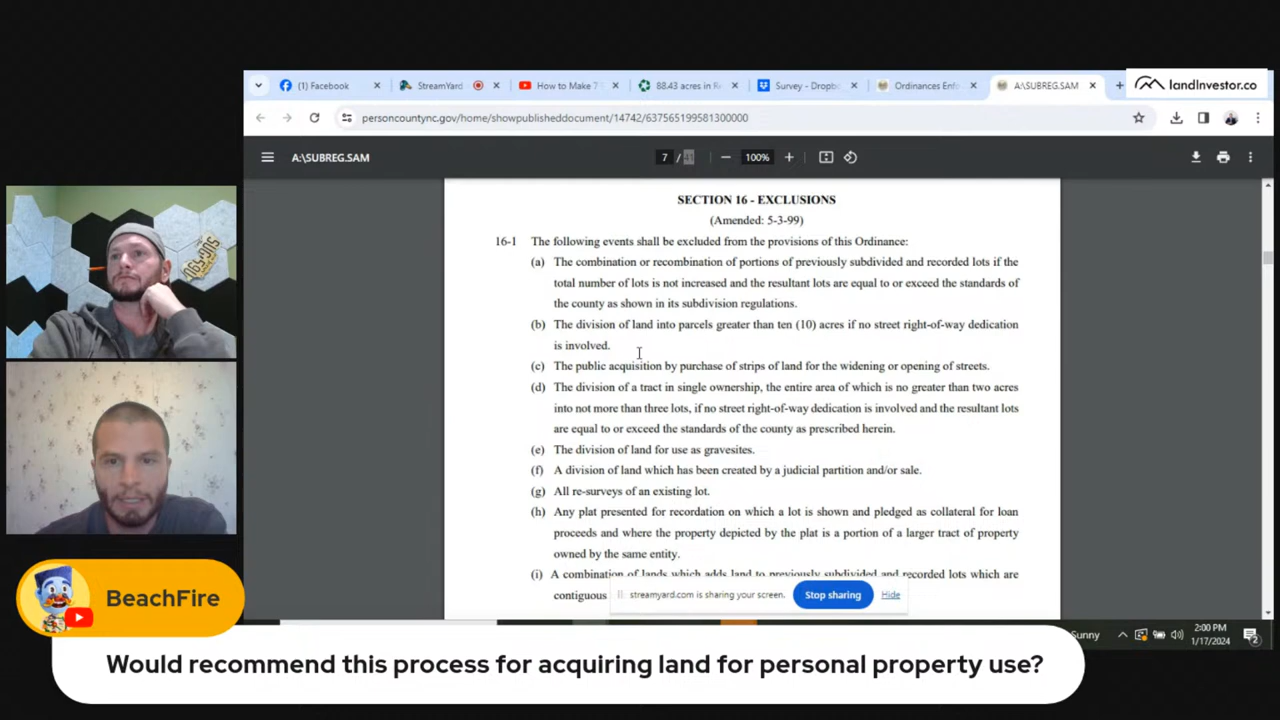 (1) Facebook
StreamYard
How to Make 7
88.43 acres in R
Survey - Dropb
Ordinances Enfo
A:\SUBREG.SAM
landInvestor.co
personcountync.gov/home/showpublisheddocument/14742/637565199581300000
A:\SUBREG.SAM
7 /
100%
SECTION 16 - EXCLUSIONS
(Amended: 5-3-99)
16-1 The following events shall be excluded from the provisions of this Ordinance:
(a) The combination or recombination of portions of previously subdivided and recorded lots if the
total number of lots is not increased and the resultant lots are equal to or exceed the standards of
the county as shown in its subdivision regulations.
(b) The division of land into parcels greater than ten (10) acres if no street right-of-way dedication
is involved.
(c) The public acquisition by purchase of strips of land for the widening or opening of streets.
(d) The division of a tract in single ownership, the entire area of which is no greater than two acres
into not more than three lots, if no street right-of-way dedication is involved and the resultant lots
are equal to or exceed the standards of the county as prescribed herein.
(e) The division of land for use as gravesites.
(f) A division of land which has been created by a judicial partition and/or sale.
(g) All re-surveys of an existing lot.
(h) Any plat presented for recordation on which a lot is shown and pledged as collateral for loan
proceeds and where the property depicted by the plat is a portion of a larger tract of property
owned by the same entity.
(i) A combination of lands which adds land to previously subdivided and recorded lots which are
contiguous
streamyard.com is sharing your screen.
Stop sharing
Hide
Sunny
2:00 PM
1/17/2024
2
BeachFire
Would recommend this process for acquiring land for personal property use?